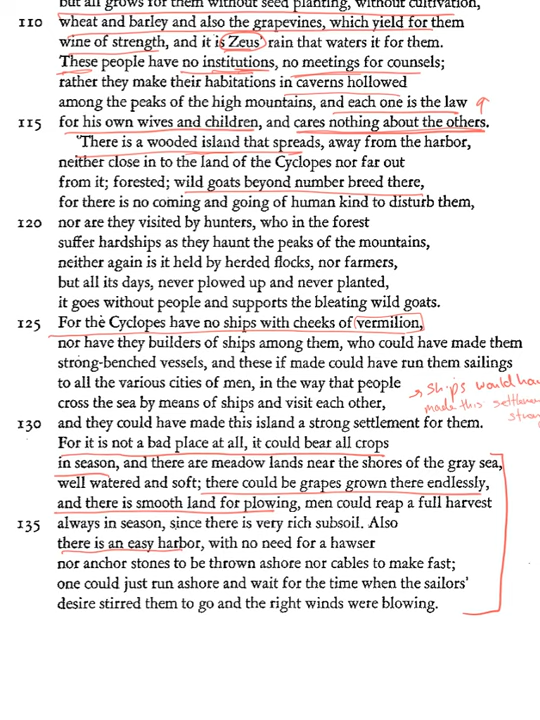 but all grows for them without seed planting, without cultivation,
110 wheat and barley and also the grapevines, which yield for them
wine of strength, and it is Zeus' rain that waters it for them.
These people have no institutions, no meetings for counsels;
rather they make their habitations in caverns hollowed
among the peaks of the high mountains, and each one is the law
115 for his own wives and children, and cares nothing about the others.
'There is a wooded island that spreads, away from the harbor,
neither close in to the land of the Cyclopes nor far out
from it; forested; wild goats beyond number breed there,
for there is no coming and going of human kind to disturb them,
120 nor are they visited by hunters, who in the forest
suffer hardships as they haunt the peaks of the mountains,
neither again is it held by herded flocks, nor farmers,
but all its days, never plowed up and never planted,
it goes without people and supports the bleating wild goats.
125 For the Cyclopes have no ships with cheeks of vermilion,
nor have they builders of ships among them, who could have made them
strong-benched vessels, and these if made could have run them sailings
to all the various cities of men, in the way that people
cross the sea by means of ships and visit each other,
→ ships would have
made this settlement
130 and they could have made this island a strong settlement for them.
For it is not a bad place at all, it could bear all crops
in season, and there are meadow lands near the shores of the gray sea,
well watered and soft; there could be grapes grown there endlessly,
and there is smooth land for plowing, men could reap a full harvest
135 always in season, since there is very rich subsoil. Also
there is an easy harbor, with no need for a hawser
nor anchor stones to be thrown ashore nor cables to make fast;
one could just run ashore and wait for the time when the sailors'
desire stirred them to go and the right winds were blowing.